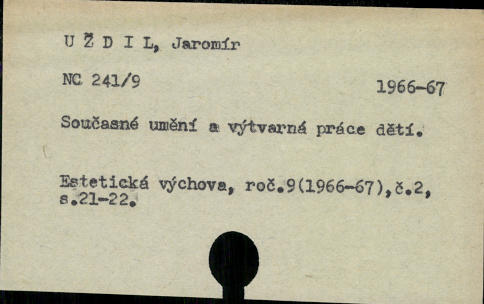 U Ž D I L, Jaromír
NC 241/9 1966-67
Současné umění a výtvarná práce dětí.
Estetická výchova, roč.9(1966-67),č.2,
s.21-22.